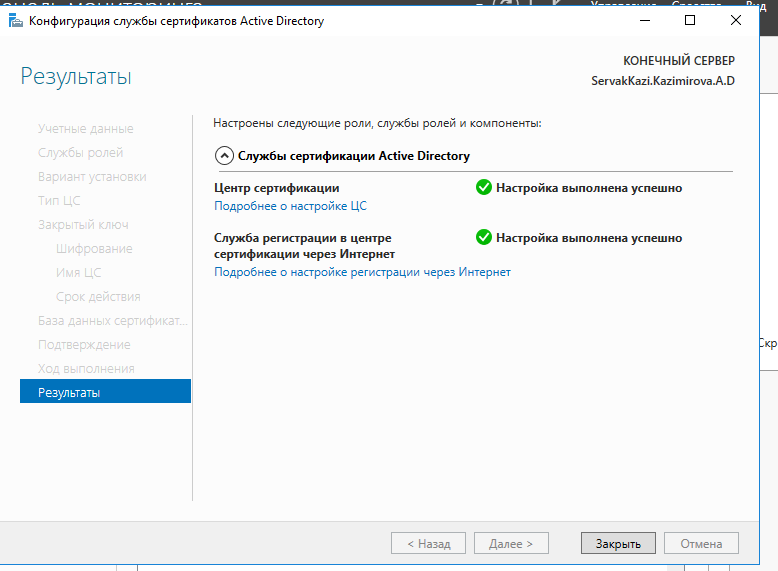 Конфигурация службы сертификатов Active Directory
Результаты
КОНЕЧНЫЙ СЕРВЕР
ServakKazi.Kazimirova.A.D
Учетные данные
Службы ролей
Вариант установки
Тип ЦС
Закрытый ключ
Шифрование
Имя ЦС
Срок действия
База данных сертификат...
Подтверждение
Ход выполнения
Результаты
Настроены следующие роли, службы ролей и компоненты:
Службы сертификации Active Directory
Центр сертификации
Настройка выполнена успешно
Подробнее о настройке ЦС
Служба регистрации в центре
сертификации через Интернет
Настройка выполнена успешно
Подробнее о настройке регистрации через Интернет
< Назад
Далее >
Закрыть
Отмена